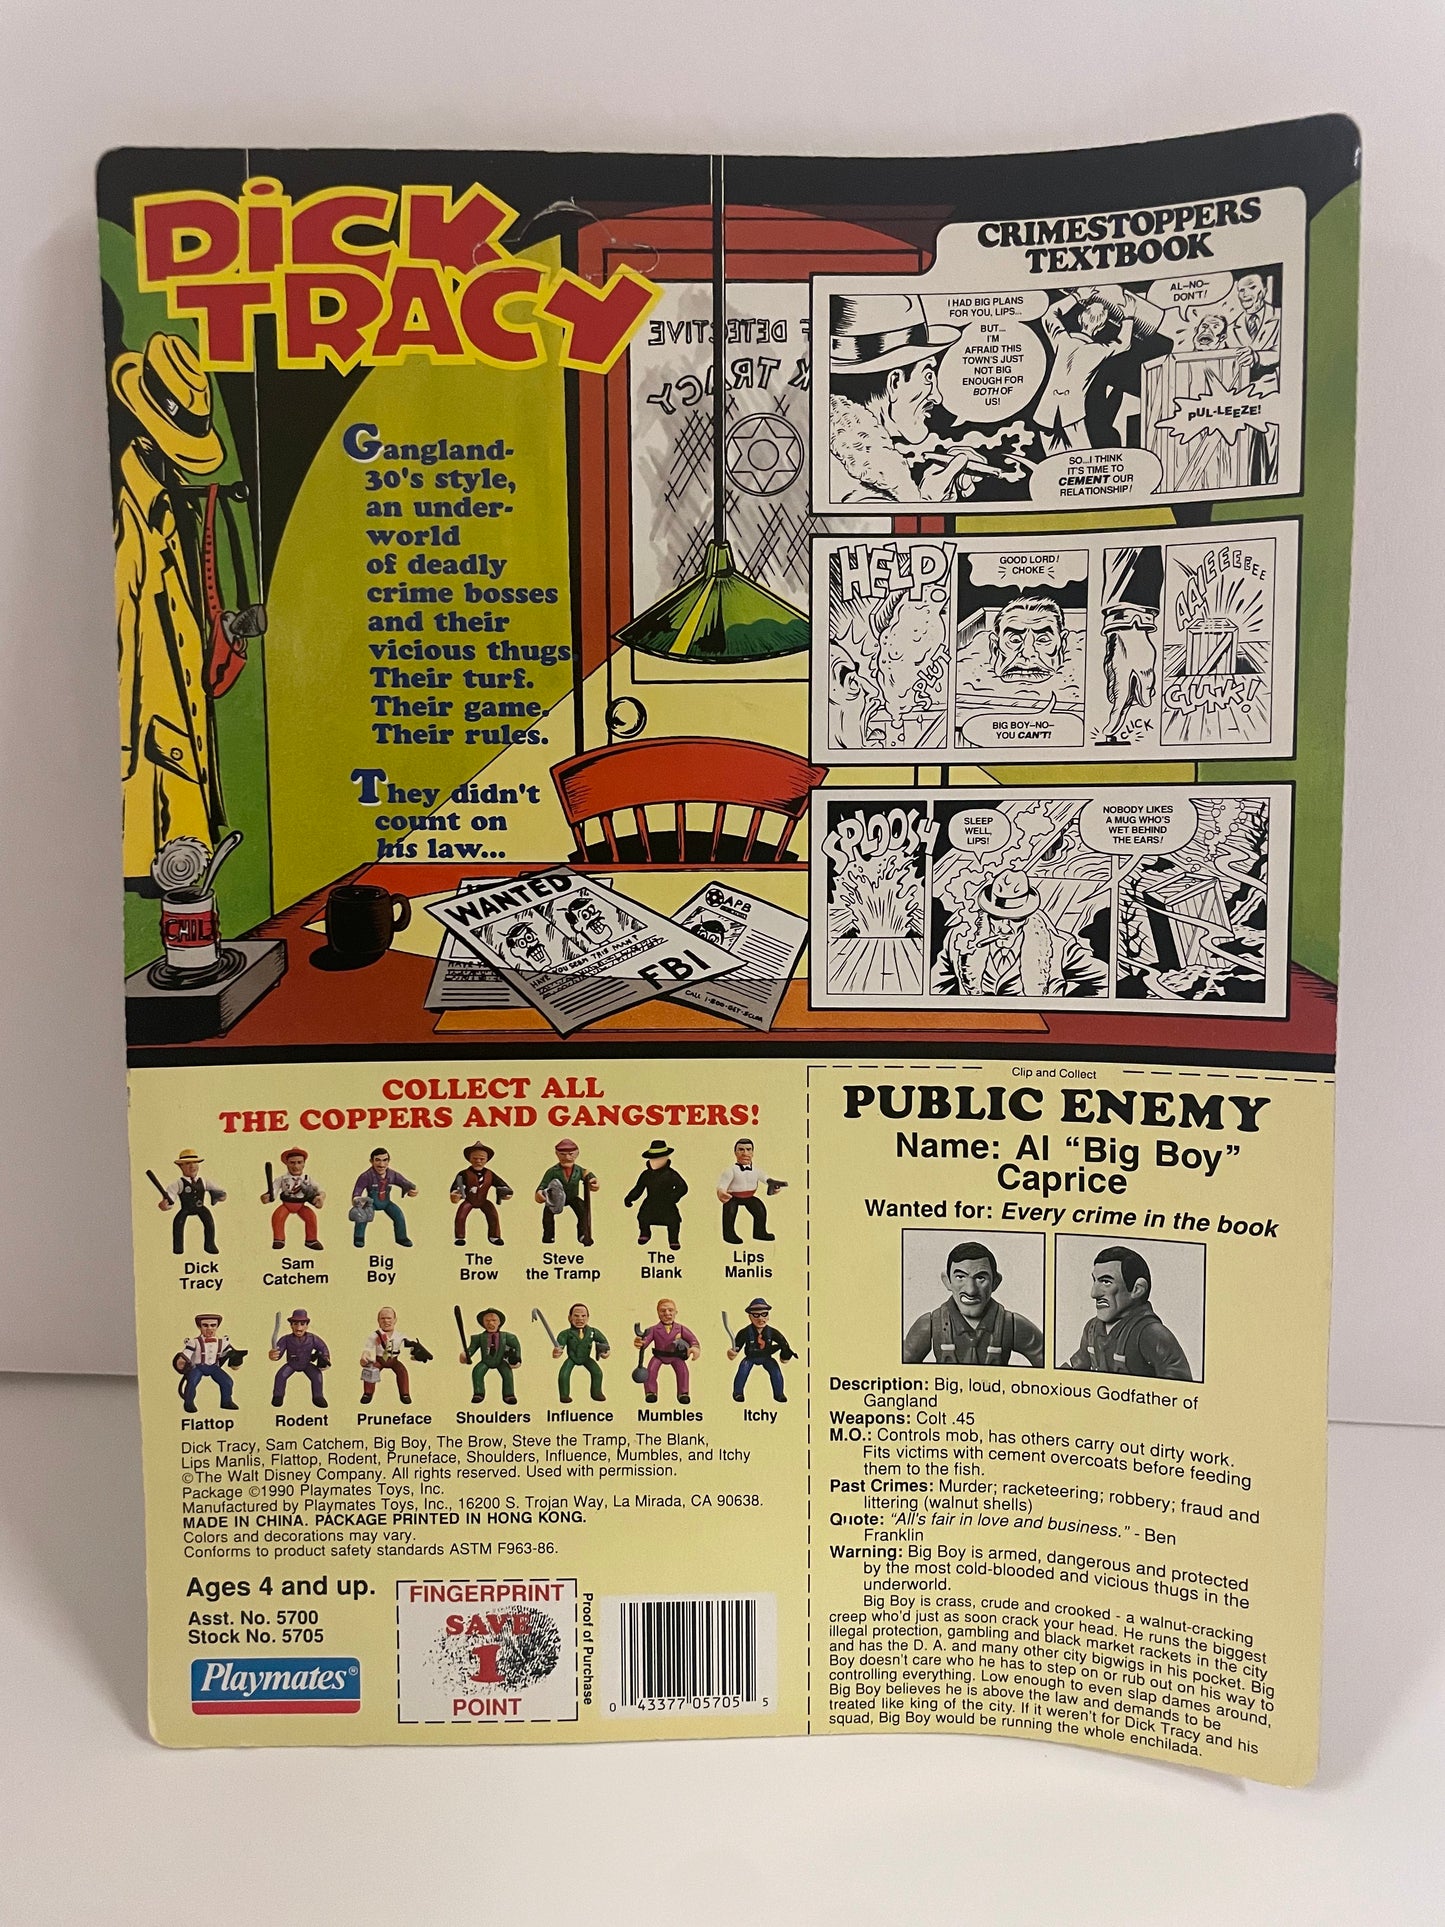 DiCK
TRACY
Gangland-
30's style,
an under-
world
of deadly
crime bosses
and their
vicious thugs.
Their turf.
Their game.
Their rules.
They didn't
count on
his law...
F DETECTIVE
K TRACY
CHIL
WANTED
HAVE YOU SEEN THIS MAN
FBI
APB
CALL 1-800-GET-SCUM
CRIMESTOPPERS
TEXTBOOK
I HAD BIG PLANS
FOR YOU, LIPS...
BUT...
I'M
AFRAID THIS
TOWN'S JUST
NOT BIG
ENOUGH FOR
BOTH OF
US!
AL-NO-
DON'T!
PUL-LEEZE!
SO...I THINK
IT'S TIME TO
CEMENT OUR
RELATIONSHIP!
HELP!
SPLUT
GOOD LORD!
CHOKE
BIG BOY-NO-
YOU CAN'T!
CLICK
AAIEEEEEE
CLUNK!
SPLOOSH
SLEEP
WELL,
LIPS!
NOBODY LIKES
A MUG WHO'S
WET BEHIND
THE EARS!
COLLECT ALL
THE COPPERS AND GANGSTERS!
Dick
Tracy
Sam
Catchem
Big
Boy
The
Brow
Steve
the Tramp
The
Blank
Lips
Manlis
Flattop
Rodent
Pruneface
Shoulders
Influence
Mumbles
Itchy
Dick Tracy, Sam Catchem, Big Boy, The Brow, Steve the Tramp, The Blank,
Lips Manlis, Flattop, Rodent, Pruneface, Shoulders, Influence, Mumbles, and Itchy
©The Walt Disney Company. All rights reserved. Used with permission.
Package ©1990 Playmates Toys, Inc.
Manufactured by Playmates Toys, Inc., 16200 S. Trojan Way, La Mirada, CA 90638.
MADE IN CHINA. PACKAGE PRINTED IN HONG KONG.
Colors and decorations may vary.
Conforms to product safety standards ASTM F963-86.
Ages 4 and up.
Asst. No. 5700
Stock No. 5705
Playmates®
FINGERPRINT
SAVE
1
POINT
Proof of Purchase
0 43377 05705 5
Clip and Collect
PUBLIC ENEMY
Name: Al “Big Boy”
Caprice
Wanted for: Every crime in the book
Description: Big, loud, obnoxious Godfather of
Gangland
Weapons: Colt .45
M.O.: Controls mob, has others carry out dirty work.
Fits victims with cement overcoats before feeding
them to the fish.
Past Crimes: Murder; racketeering; robbery; fraud and
littering (walnut shells)
Quote: “All's fair in love and business.” - Ben
Franklin
Warning: Big Boy is armed, dangerous and protected
by the most cold-blooded and vicious thugs in the
underworld.
Big Boy is crass, crude and crooked - a walnut-cracking
creep who'd just as soon crack your head. He runs the biggest
illegal protection, gambling and black market rackets in the city
and has the D. A. and many other city bigwigs in his pocket. Big
Boy doesn't care who he has to step on or rub out on his way to
controlling everything. Low enough to even slap dames around,
Big Boy believes he is above the law and demands to be
treated like king of the city. If it weren't for Dick Tracy and his
squad, Big Boy would be running the whole enchilada.